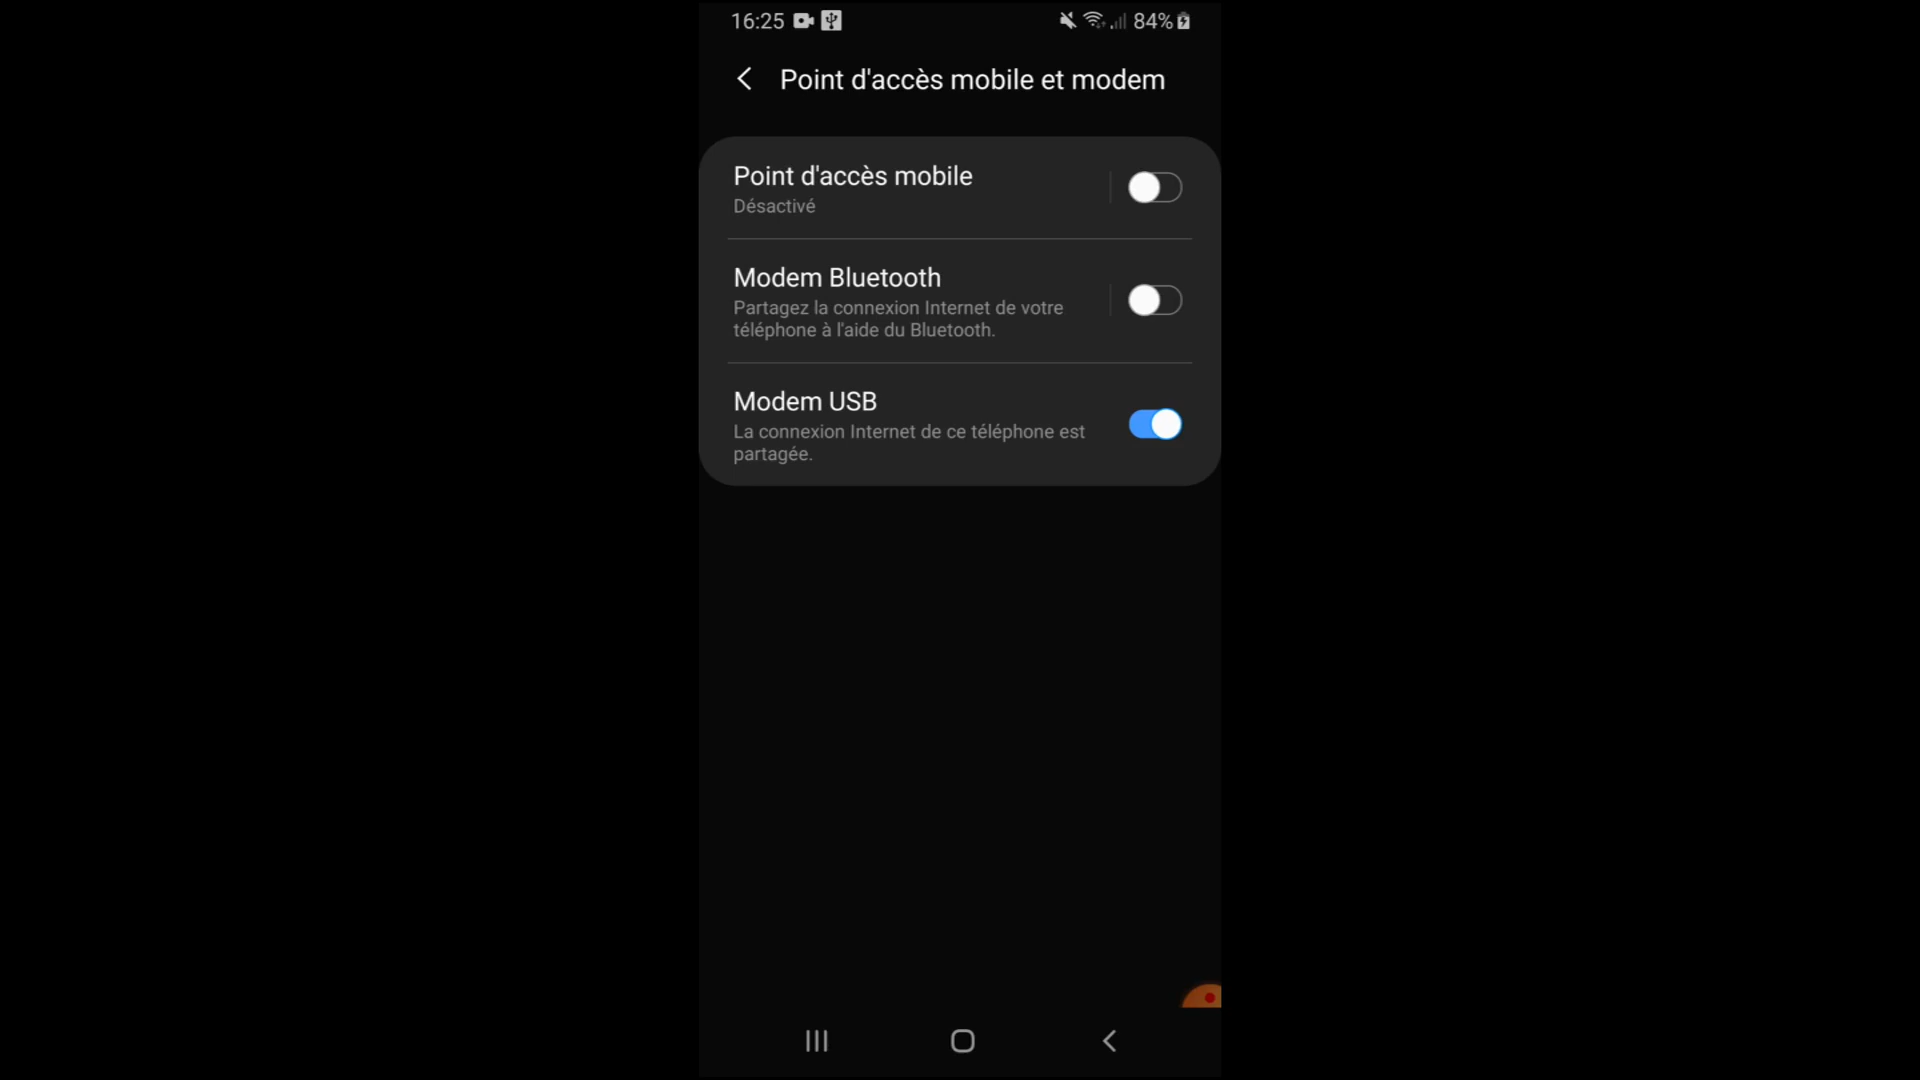 16:25 84%
Point d'accès mobile et modem
Point d'accès mobile
Désactivé
Modem Bluetooth
Partagez la connexion Internet de votre
téléphone à l'aide du Bluetooth.
Modem USB
La connexion Internet de ce téléphone est
partagée.